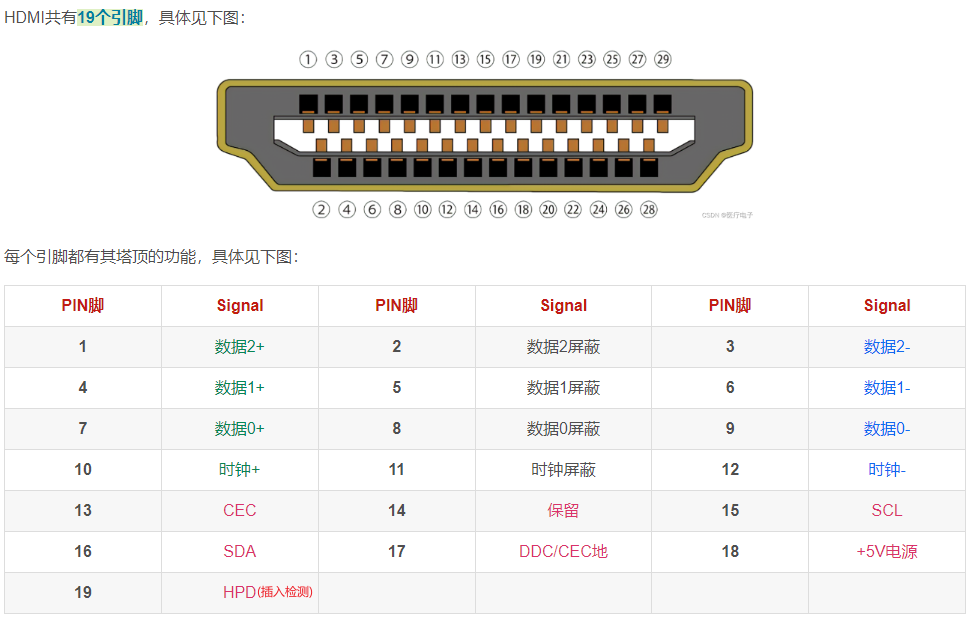 HDMI共有19个引脚，具体见下图：
① ③ ⑤ ⑦ ⑨ ⑪ ⑬ ⑮ ⑰ ⑲ ㉑ ㉓ ㉕ ㉗ ㉙
② ④ ⑥ ⑧ ⑩ ⑫ ⑭ ⑯ ⑱ ⑳ ㉒ ㉔ ㉖ ㉘
CSDN
每个引脚都有其塔顶的功能，具体见下图：
PIN脚 Signal PIN脚 Signal PIN脚 Signal
1 数据2+ 2 数据2屏蔽 3 数据2-
4 数据1+ 5 数据1屏蔽 6 数据1-
7 数据0+ 8 数据0屏蔽 9 数据0-
10 时钟+ 11 时钟屏蔽 12 时钟-
13 CEC 14 保留 15 SCL
16 SDA 17 DDC/CEC地 18 +5V电源
19 HPD(插入检测)